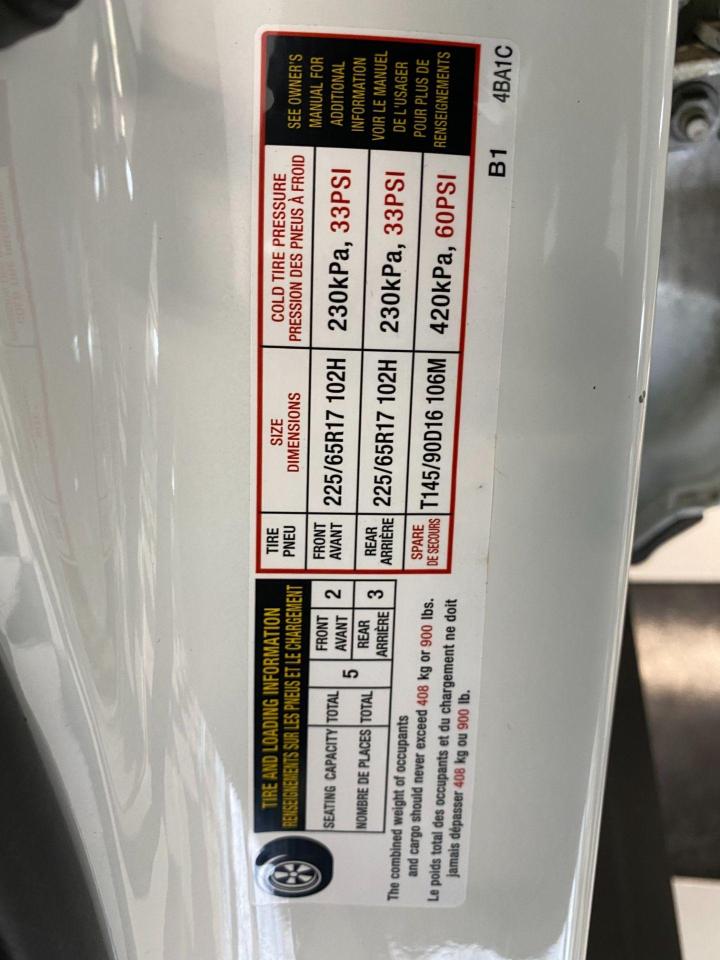 TIRE AND LOADING INFORMATION
RENSEIGNEMENTS SUR LES PNEUS ET LE CHARGEMENT
SEATING CAPACITY
NOMBRE DE PLACES
TOTAL
TOTAL
5
FRONT
AVANT
2
REAR
ARRIÈRE
3
The combined weight of occupants
and cargo should never exceed 408 kg or 900 lbs.
Le poids total des occupants et du chargement ne doit
jamais dépasser 408 kg ou 900 lb.
TIRE
PNEU
SIZE
DIMENSIONS
COLD TIRE PRESSURE
PRESSION DES PNEUS À FROID
FRONT
AVANT
225/65R17 102H
230kPa, 33PSI
REAR
ARRIÈRE
225/65R17 102H
230kPa, 33PSI
SPARE
DE SECOURS
T145/90D16 106M
420kPa, 60PSI
SEE OWNER'S
MANUAL FOR
ADDITIONAL
INFORMATION
VOIR LE MANUEL
DE L'USAGER
POUR PLUS DE
RENSEIGNEMENTS
B1 4BA1C